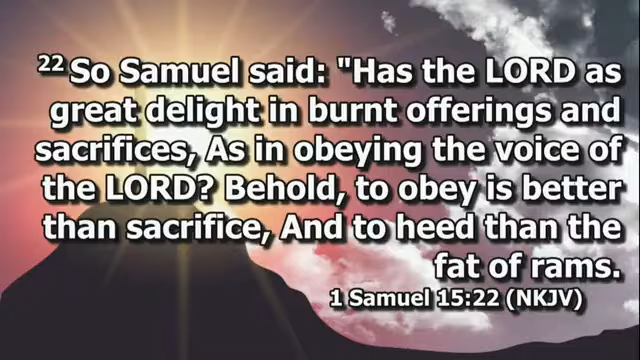 22 So Samuel said: "Has the LORD as
great delight in burnt offerings and
sacrifices, As in obeying the voice of
the LORD? Behold, to obey is better
than sacrifice, And to heed than the
fat of rams.
1 Samuel 15:22 (NKJV)